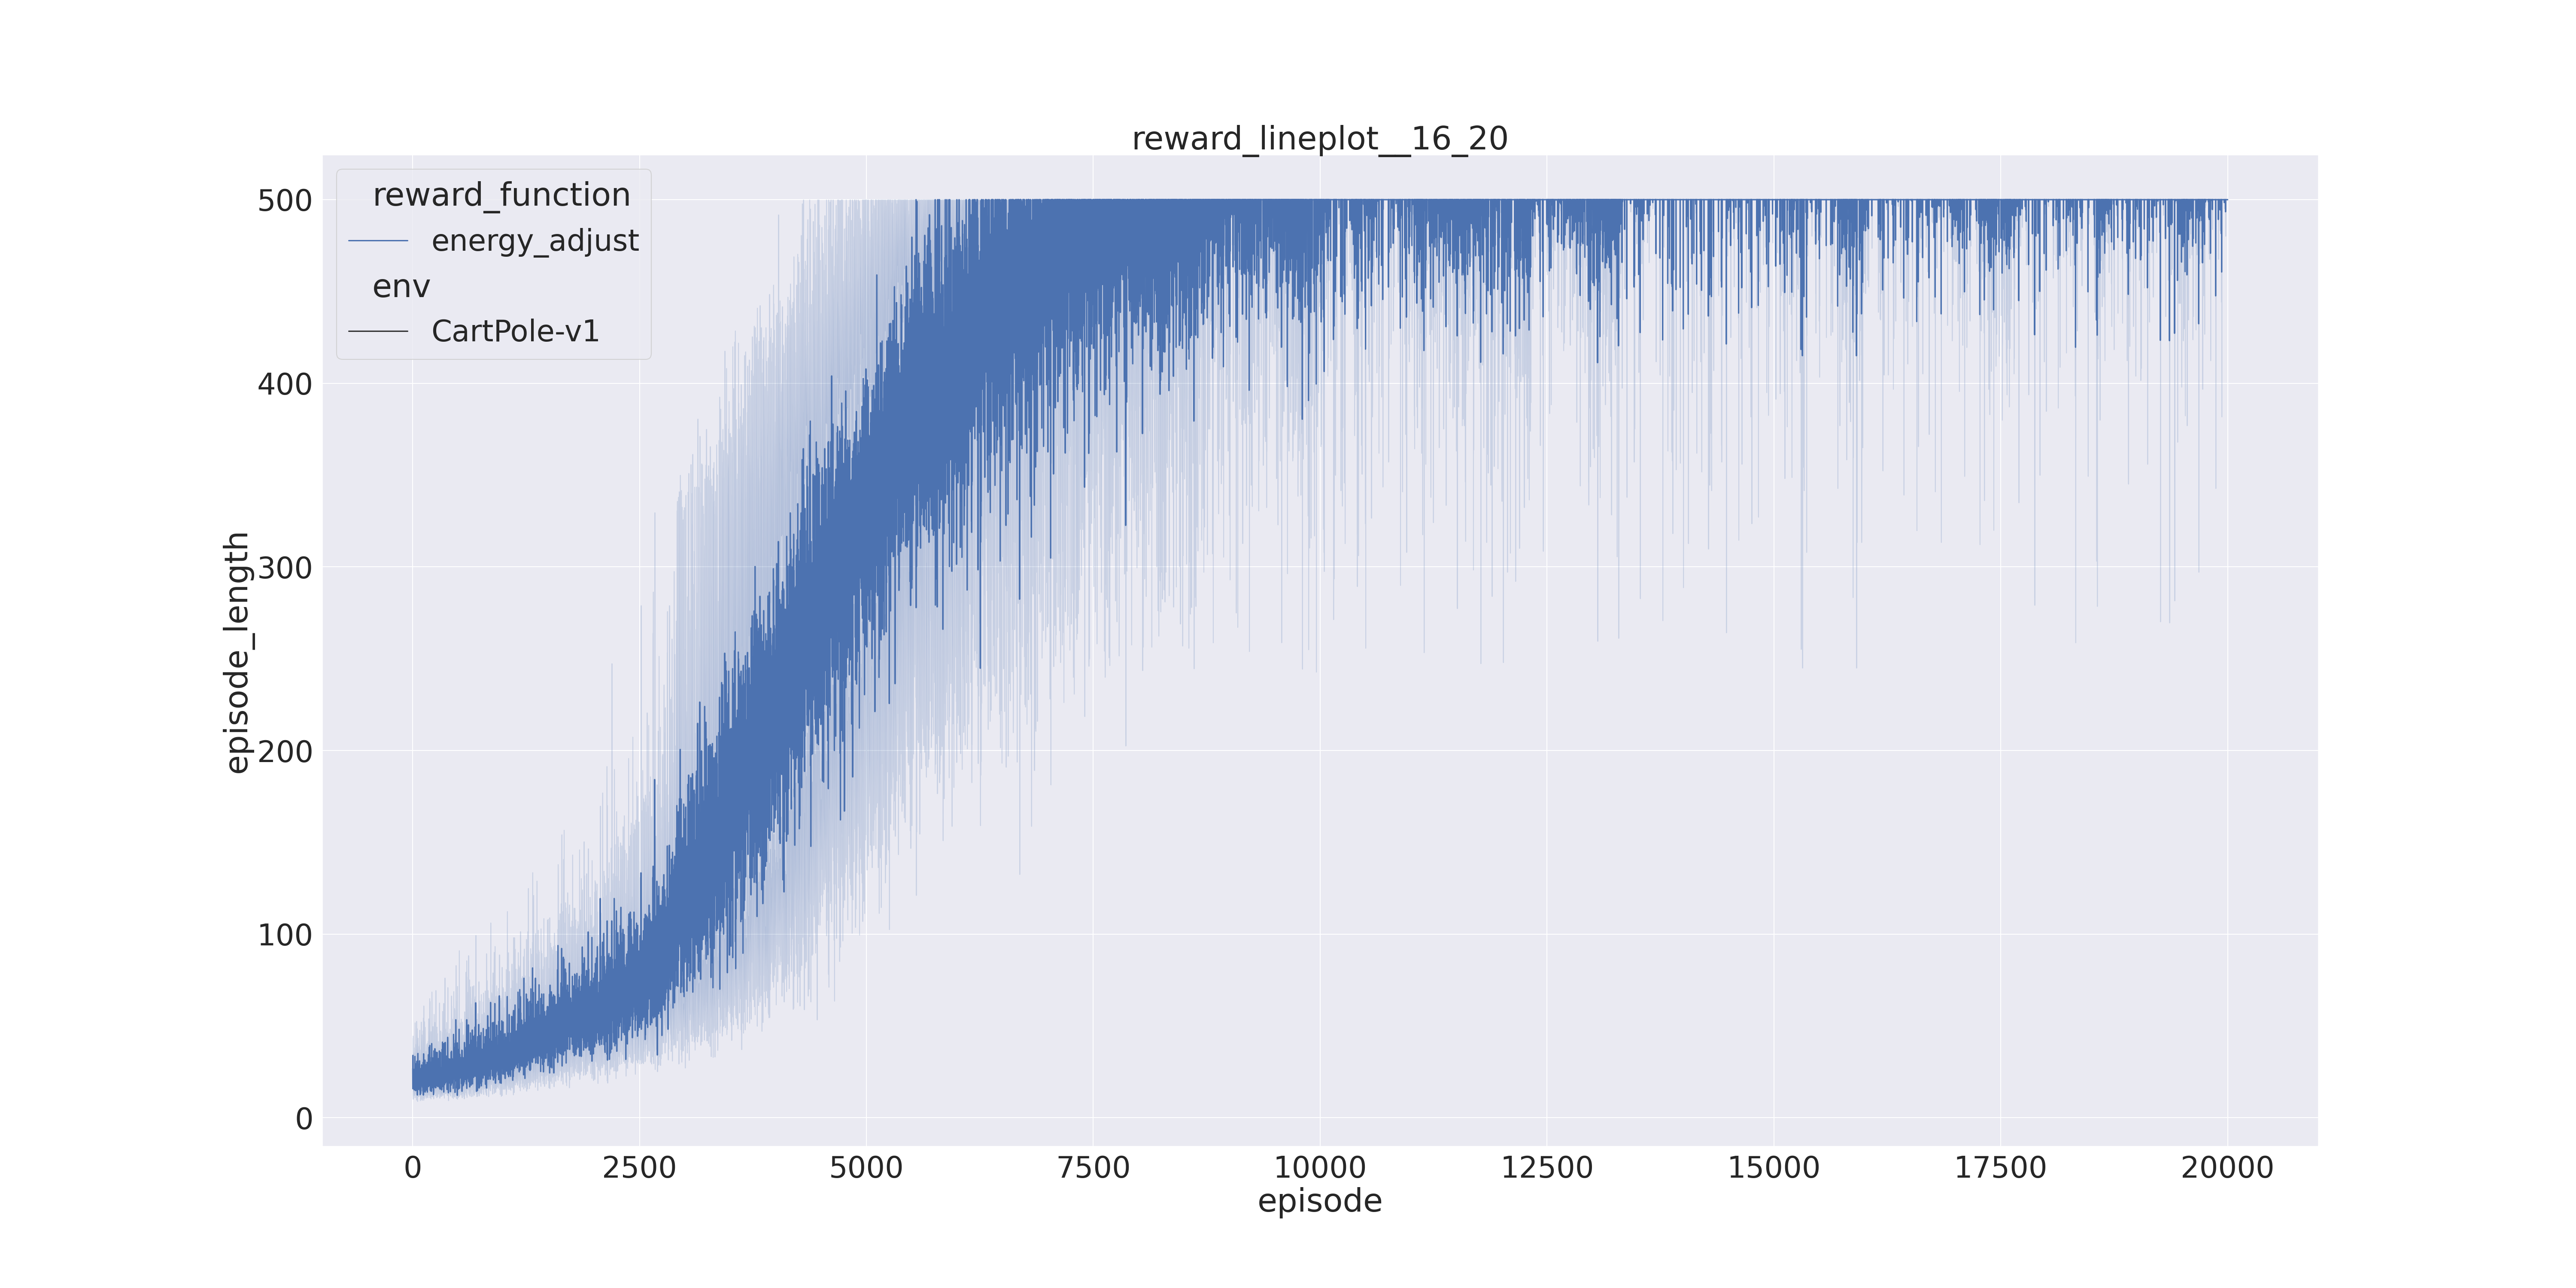 reward_lineplot__16_20
reward_function
energy_adjust
env
CartPole-v1
episode_length
500
400
300
200
100
0
0 2500 5000 7500 10000 12500 15000 17500 20000
episode